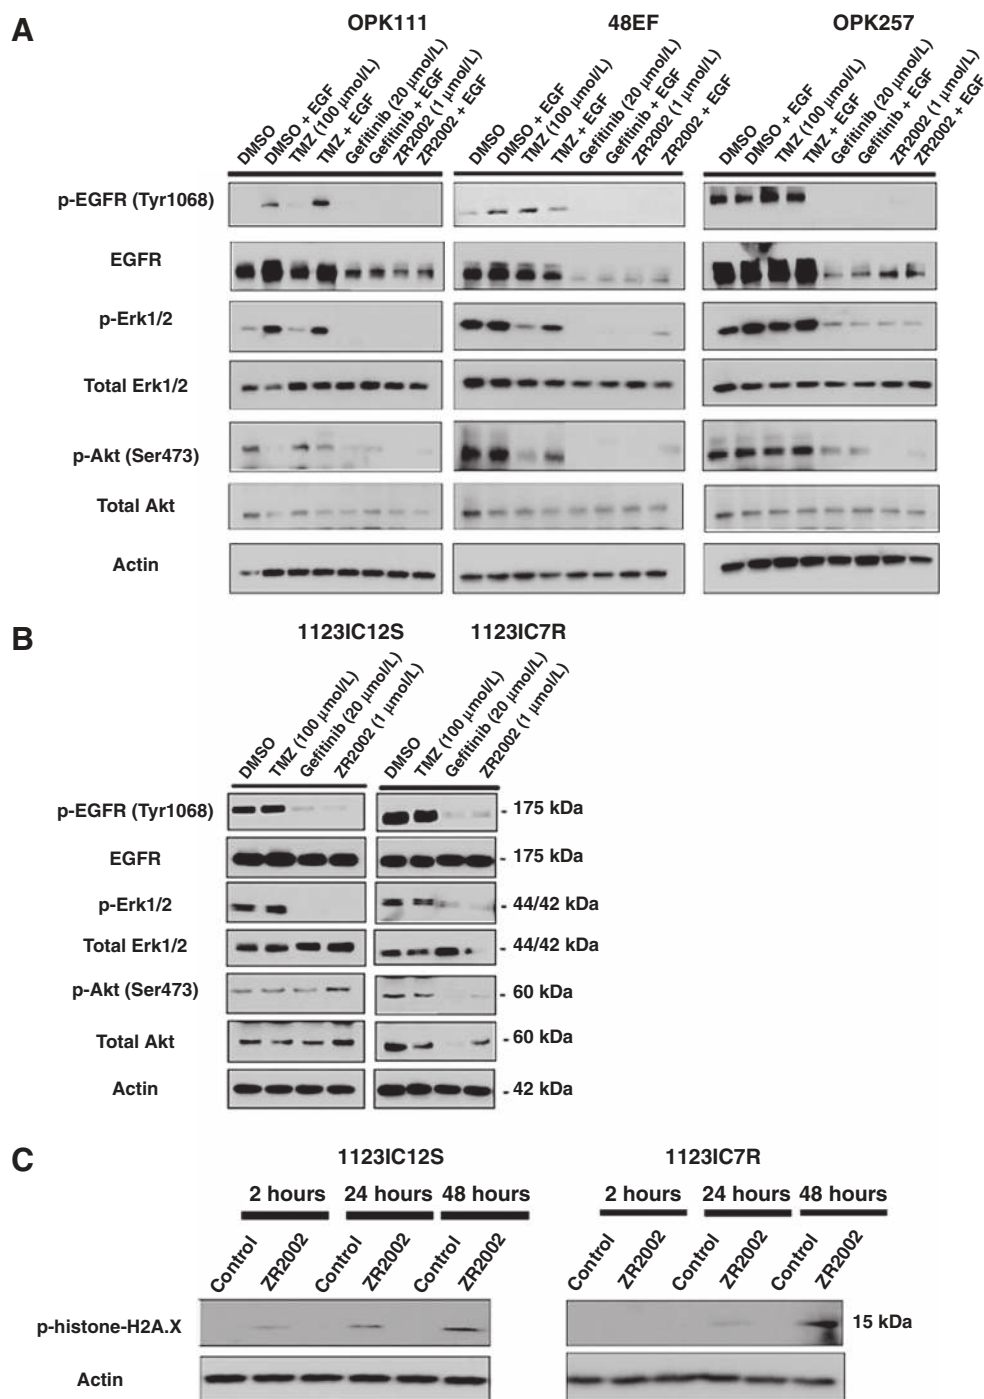 A
OPK111 48EF OPK257
DMSO DMSO + EGF TMZ (100 μmol/L) TMZ + EGF Gefitinib (20 μmol/L) Gefitinib + EGF ZR2002 (1 μmol/L) ZR2002 + EGF
DMSO DMSO + EGF TMZ (100 μmol/L) TMZ + EGF Gefitinib (20 μmol/L) Gefitinib + EGF ZR2002 (1 μmol/L) ZR2002 + EGF
DMSO DMSO + EGF TMZ (100 μmol/L) TMZ + EGF Gefitinib (20 μmol/L) Gefitinib + EGF ZR2002 (1 μmol/L) ZR2002 + EGF
p-EGFR (Tyr1068)
EGFR
p-Erk1/2
Total Erk1/2
p-Akt (Ser473)
Total Akt
Actin
B
1123IC12S 1123IC7R
DMSO TMZ (100 μmol/L) Gefitinib (20 μmol/L) ZR2002 (1 μmol/L)
DMSO TMZ (100 μmol/L) Gefitinib (20 μmol/L) ZR2002 (1 μmol/L)
p-EGFR (Tyr1068) - 175 kDa
EGFR - 175 kDa
p-Erk1/2 - 44/42 kDa
Total Erk1/2 - 44/42 kDa
p-Akt (Ser473) - 60 kDa
Total Akt - 60 kDa
Actin - 42 kDa
C
1123IC12S 1123IC7R
2 hours 24 hours 48 hours 2 hours 24 hours 48 hours
Control ZR2002 Control ZR2002 Control ZR2002 Control ZR2002 Control ZR2002 Control ZR2002
p-histone-H2A.X 15 kDa
Actin